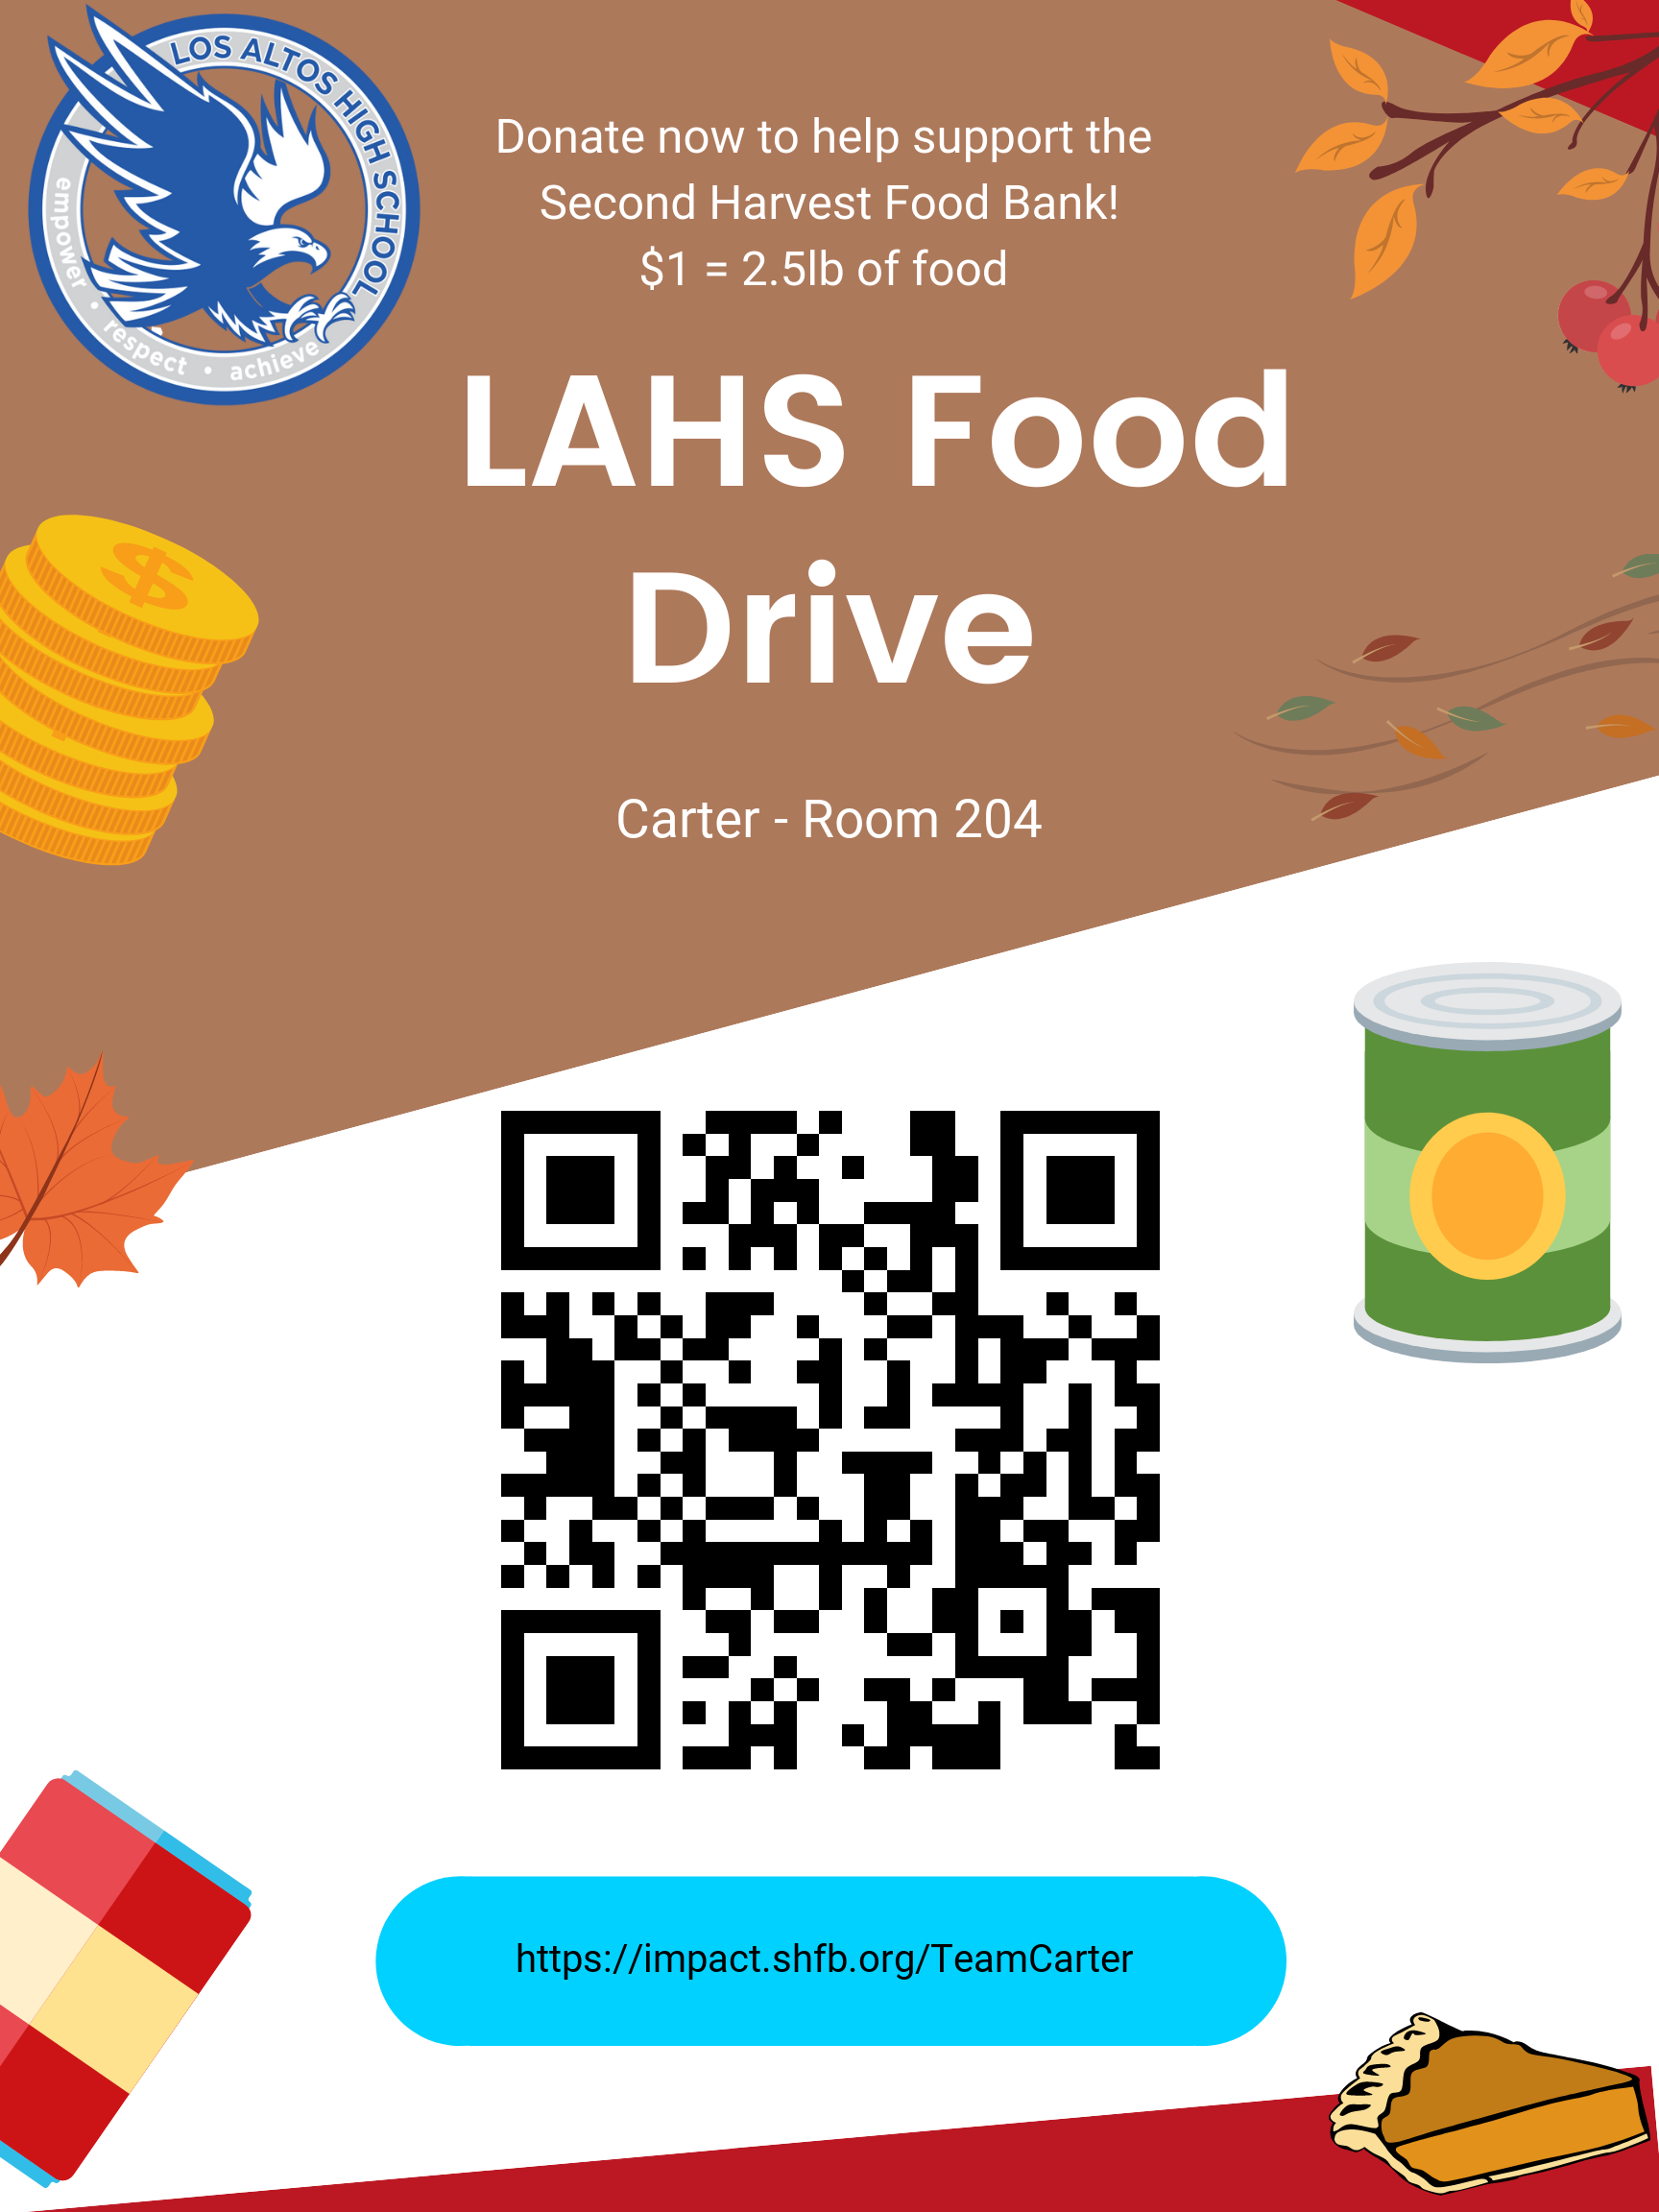 LOS ALTOS HIGH SCHOOL
empower • respect • achieve
Donate now to help support the
Second Harvest Food Bank!
$1 = 2.5lb of food
LAHS Food
Drive
$
Carter - Room 204
https://impact.shfb.org/TeamCarter